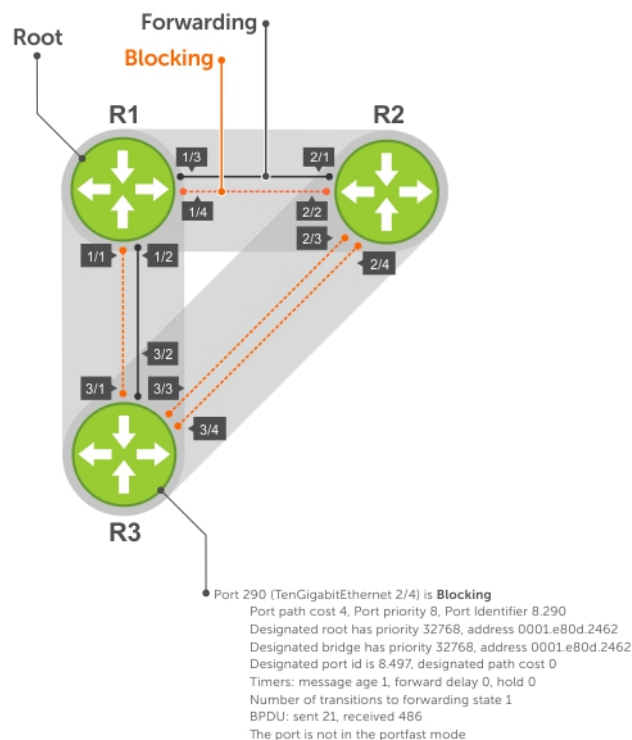 Forwarding
Root
Blocking
R1
R2
1/3
2/1
1/4
2/2
2/3
1/1
1/2
2/4
3/2
3/1
3/3
3/4
R3
Port 290 (TenGigabitEthernet 2/4) is Blocking
Port path cost 4, Port priority 8, Port Identifier 8.290
Designated root has priority 32768, address 0001.e80d.2462
Designated bridge has priority 32768, address 0001.e80d.2462
Designated port id is 8.497, designated path cost 0
Timers: message age 1, forward delay 0, hold 0
Number of transitions to forwarding state 1
BPDU: sent 21, received 486
The port is not in the portfast mode